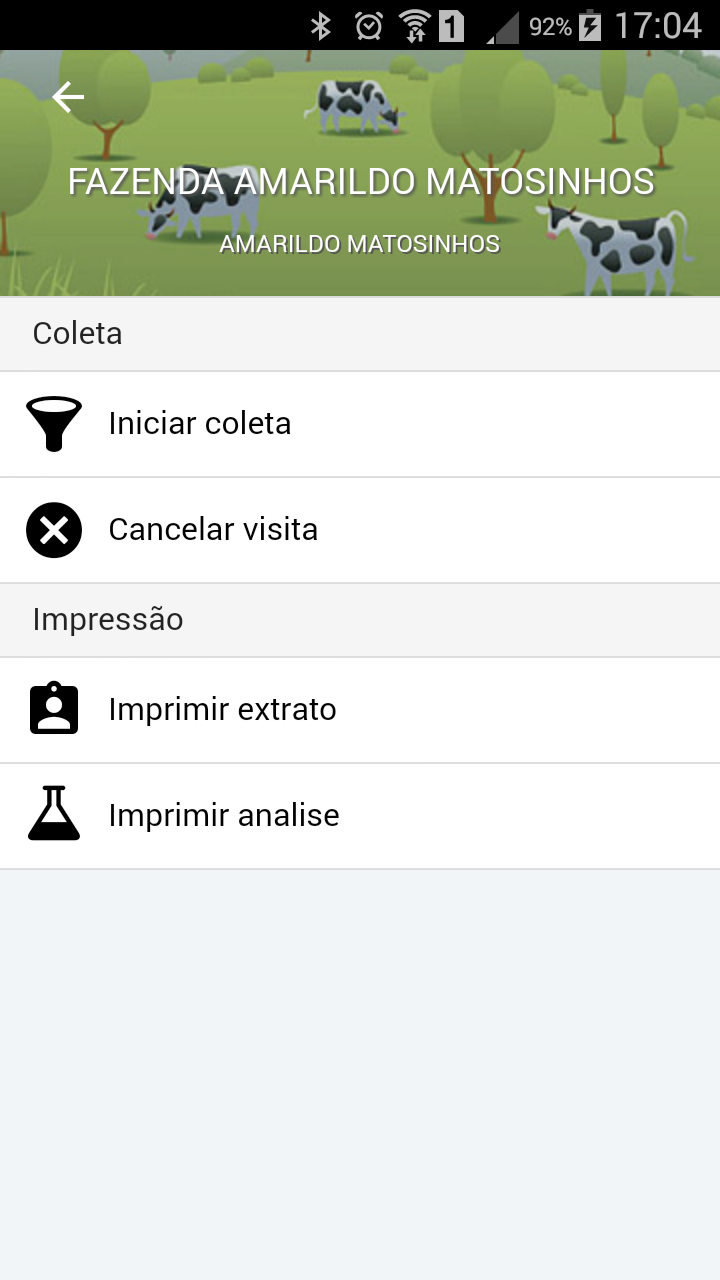 1 92% 17:04
FAZENDA AMARILDO MATOSINHOS
AMARILDO MATOSINHOS
Coleta
Iniciar coleta
Cancelar visita
Impressão
Imprimir extrato
Imprimir analise